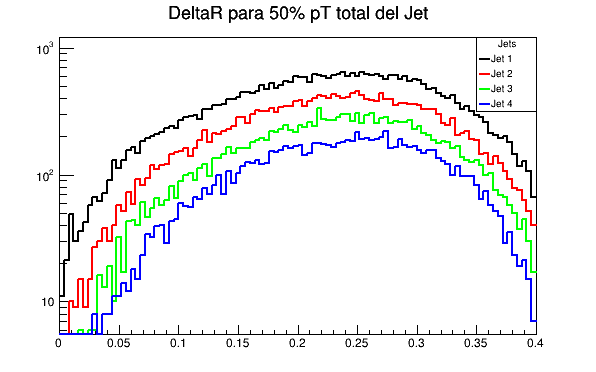 DeltaR para 50% pT total del Jet
Jets
Jet 1
Jet 2
Jet 3
Jet 4
10³
10²
10
0 0.05 0.1 0.15 0.2 0.25 0.3 0.35 0.4